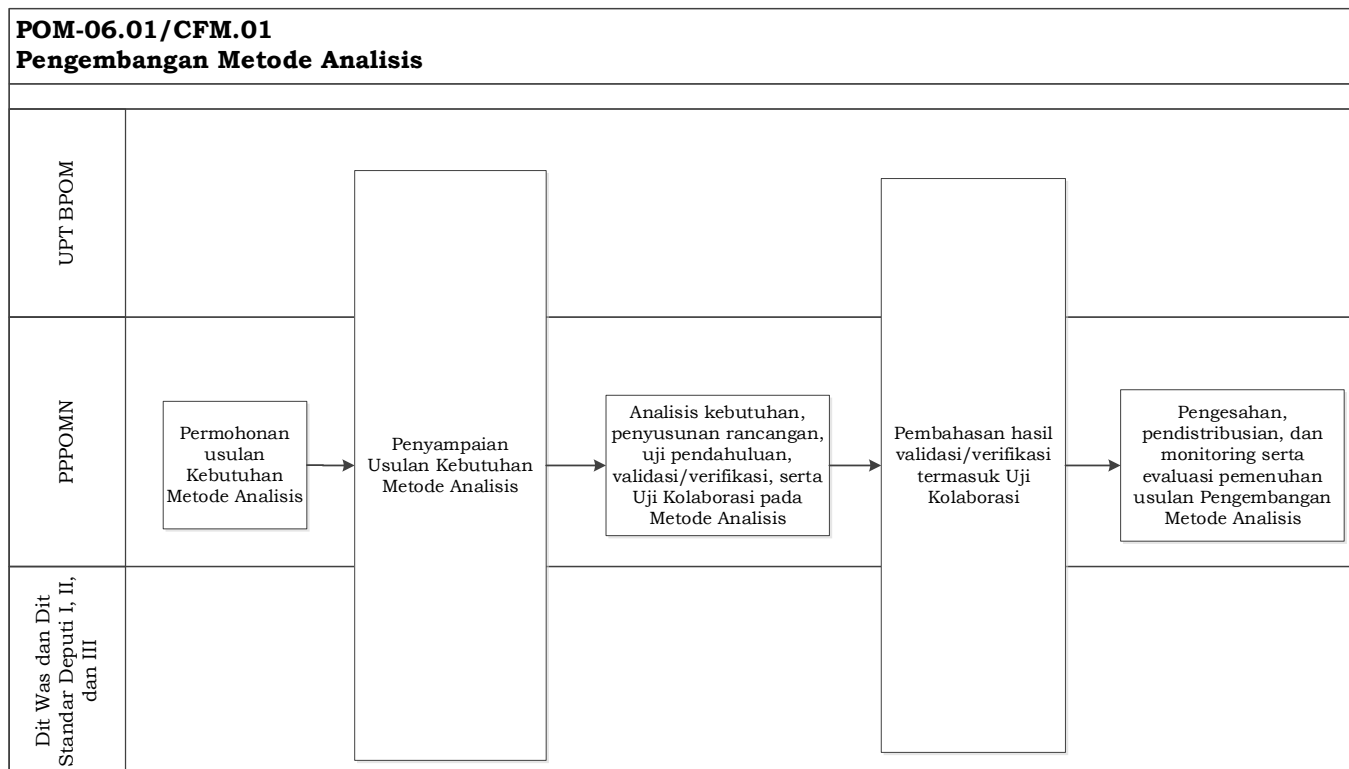 POM-06.01/CFM.01
Pengembangan Metode Analisis
UPT BPOM
PPPOMN
Permohonan
usulan
Kebutuhan
Metode Analisis
Penyampaian
Usulan Kebutuhan
Metode Analisis
Analisis kebutuhan,
penyusunan rancangan,
uji pendahuluan,
validasi/verifikasi, serta
Uji Kolaborasi pada
Metode Analisis
Pembahasan hasil
validasi/verifikasi
termasuk Uji
Kolaborasi
Pengesahan,
pendistribusian, dan
monitoring serta
evaluasi pemenuhan
usulan Pengembangan
Metode Analisis
Dit Was dan Dit
Standar Deputi I, II,
dan III